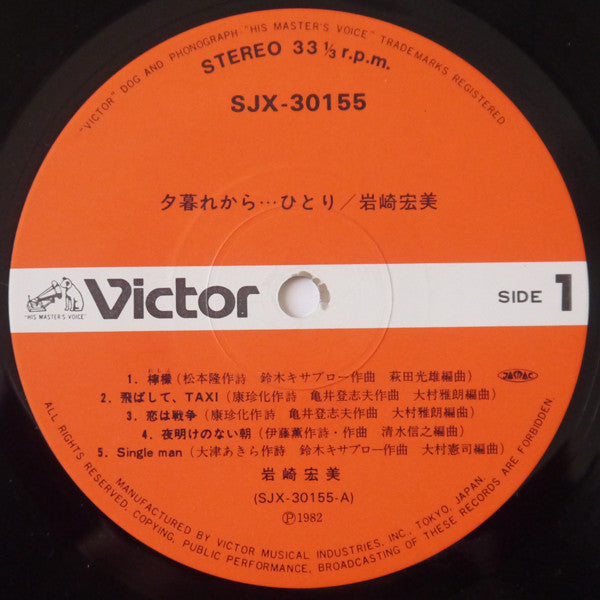 "VICTOR" DOG AND PHONOGRAPH-"HIS MASTER'S VOICE" TRADEMARKS REGISTERED
STEREO 33 1/3 r.p.m.
SJX-30155
夕暮れから…ひとり／岩崎宏美
"HIS MASTER'S VOICE"
Victor
SIDE 1
1. 檸檬(松本隆作詩 鈴木キサブロー作曲 萩田光雄編曲)
JASRAC
2. 飛ばして、TAXI(康珍化作詩 亀井登志夫作曲 大村雅朗編曲)
3. 恋は戦争(康珍化作詩 亀井登志夫作曲 大村雅朗編曲)
4. 夜明けのない朝(伊藤薫作詩・作曲 清水信之編曲)
5. Single man(大津あきら作詩 鈴木キサブロー作曲 大村憲司編曲)
岩崎宏美
(SJX-30155-A)
Ⓟ1982
MANUFACTURED BY VICTOR MUSICAL INDUSTRIES, INC., TOKYO, JAPAN.
ALL RIGHTS RESERVED. COPYING, PUBLIC PERFORMANCE, BROADCASTING OF THESE RECORDS ARE FORBIDDEN.